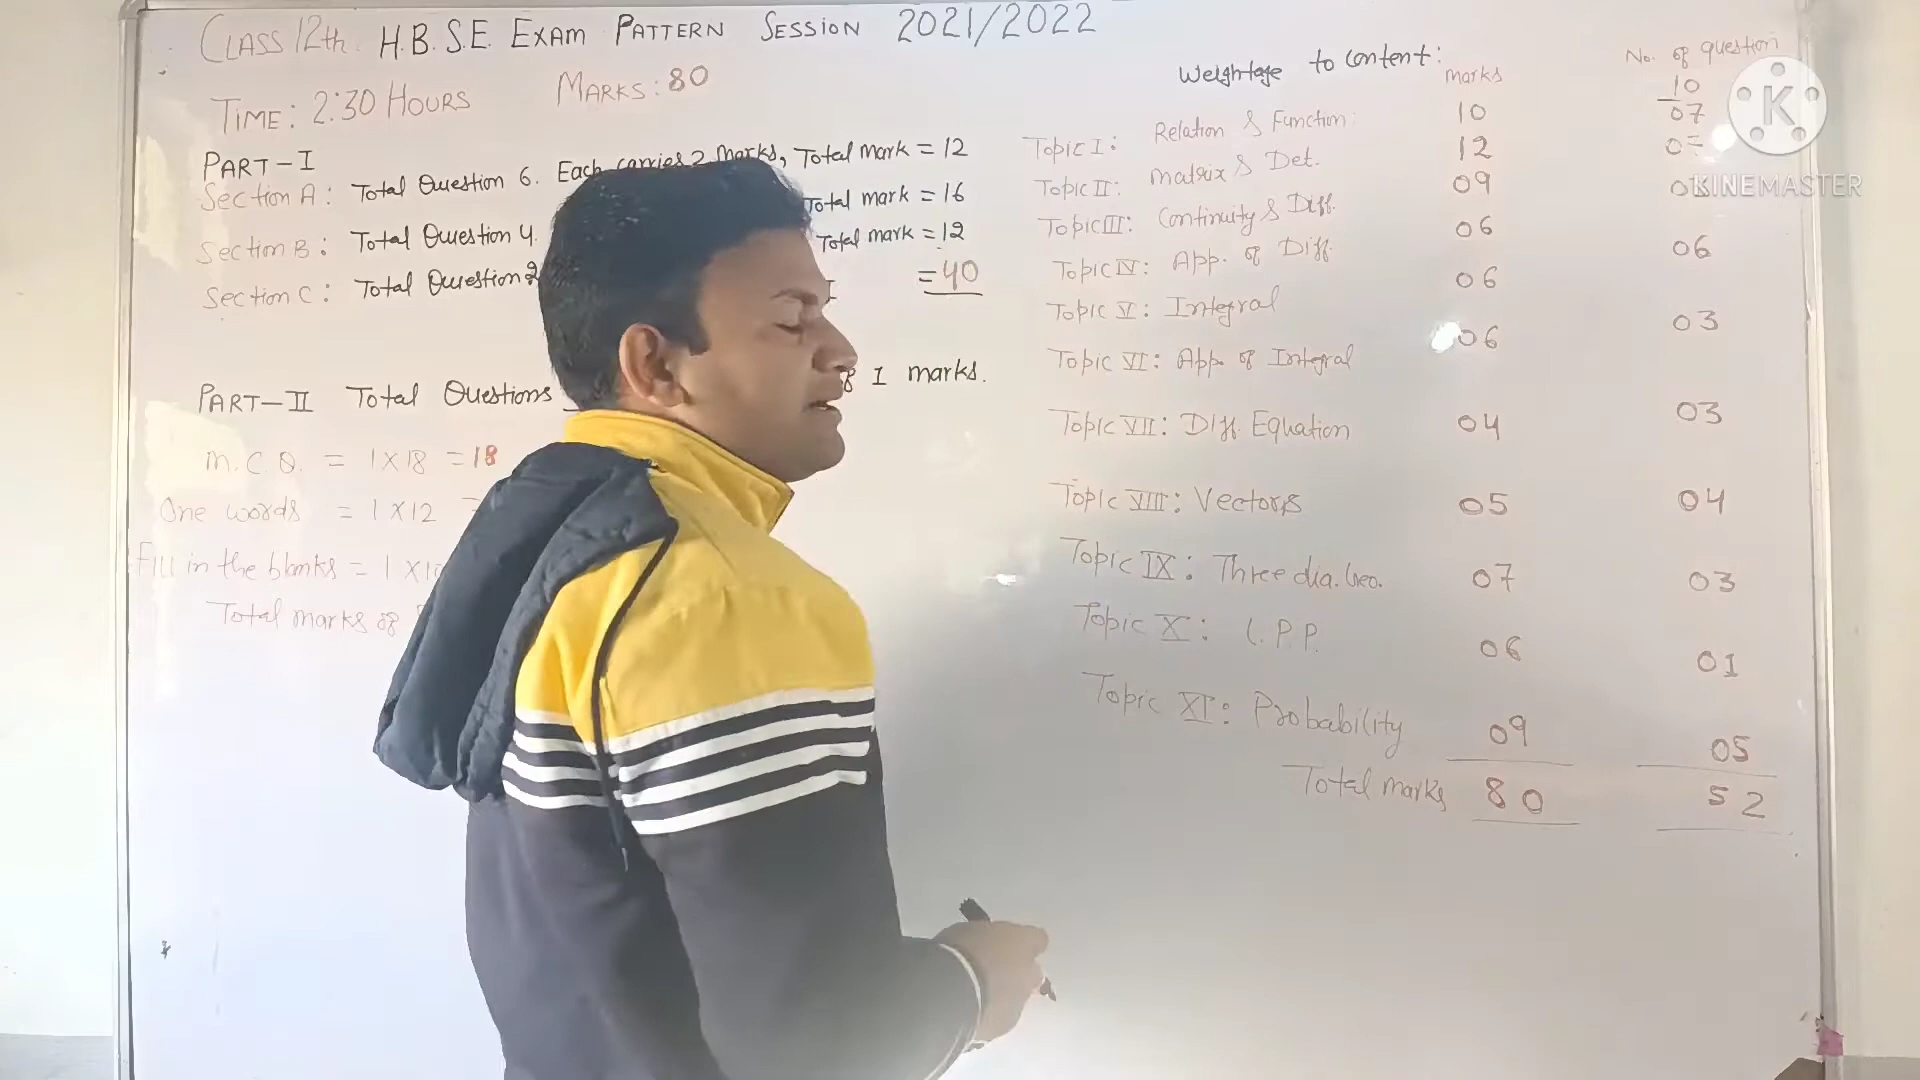 CLASS 12th. H.B.S.E. EXAM PATTERN SESSION 2021/2022
TIME: 2:30 HOURS MARKS: 80
PART-I
Section A: Total Question 6. Each carries 2 marks, Total mark = 12
Section B: Total Question 4. Total mark = 16
Section C: Total Question 2 Total mark = 12
I = 40
PART-II Total Questions of 1 marks.
M.C.Q. = 1 X 18 = 18
One words = 1 X 12 =
Fill in the blanks = 1 X 10
Total marks of
Weightage to content: marks No. of question
Topic I: Relation & Function: 10 10
Topic II: Matrix & Det. 12 07
Topic III: Continuity & Diff. 09
Topic IV: App. of Diff. 06
Topic V: Integral 06 06
Topic VI: App. of Integral 06 03
Topic VII: Diff. Equation 04 03
Topic VIII: Vectors 05 04
Topic IX: Three dia. Geo. 07 03
Topic X: L.P.P. 06 01
Topic XI: Probability 09 05
Total marks 80 52
K
KINEMASTER